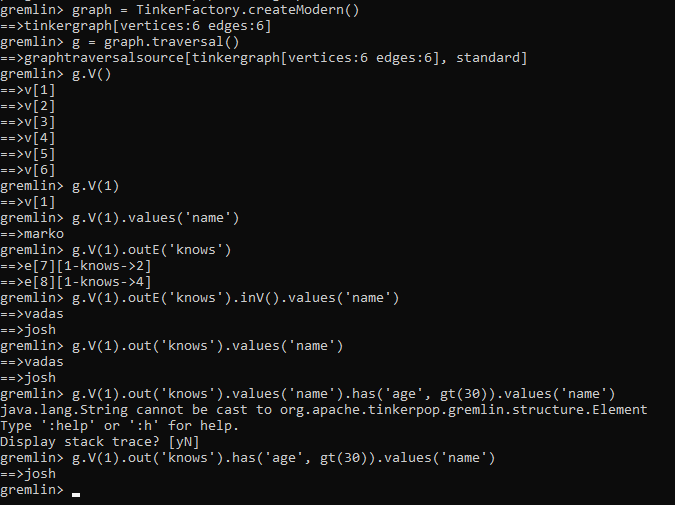 gremlin> graph = TinkerFactory.createModern()
==>tinkergraph[vertices:6 edges:6]
gremlin> g = graph.traversal()
==>graphtraversalsource[tinkergraph[vertices:6 edges:6], standard]
gremlin> g.V()
==>v[1]
==>v[2]
==>v[3]
==>v[4]
==>v[5]
==>v[6]
gremlin> g.V(1)
==>v[1]
gremlin> g.V(1).values('name')
==>marko
gremlin> g.V(1).outE('knows')
==>e[7][1-knows->2]
==>e[8][1-knows->4]
gremlin> g.V(1).outE('knows').inV().values('name')
==>vadas
==>josh
gremlin> g.V(1).out('knows').values('name')
==>vadas
==>josh
gremlin> g.V(1).out('knows').values('name').has('age', gt(30)).values('name')
java.lang.String cannot be cast to org.apache.tinkerpop.gremlin.structure.Element
Type ':help' or ':h' for help.
Display stack trace? [yN]
gremlin> g.V(1).out('knows').has('age', gt(30)).values('name')
==>josh
gremlin>